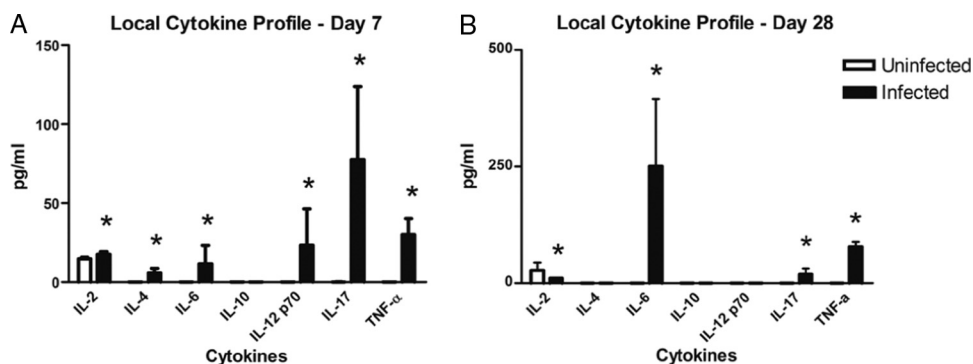 A
Local Cytokine Profile - Day 7
150
100
50
0
pg/ml
*
*
*
*
*
*
IL-2
IL-4
IL-6
IL-10
IL-12 p70
IL-17
TNF-α
Cytokines
B
Local Cytokine Profile - Day 28
500
250
0
pg/ml
*
*
*
*
IL-2
IL-4
IL-6
IL-10
IL-12 p70
IL-17
TNF-a
Cytokines
Uninfected
Infected